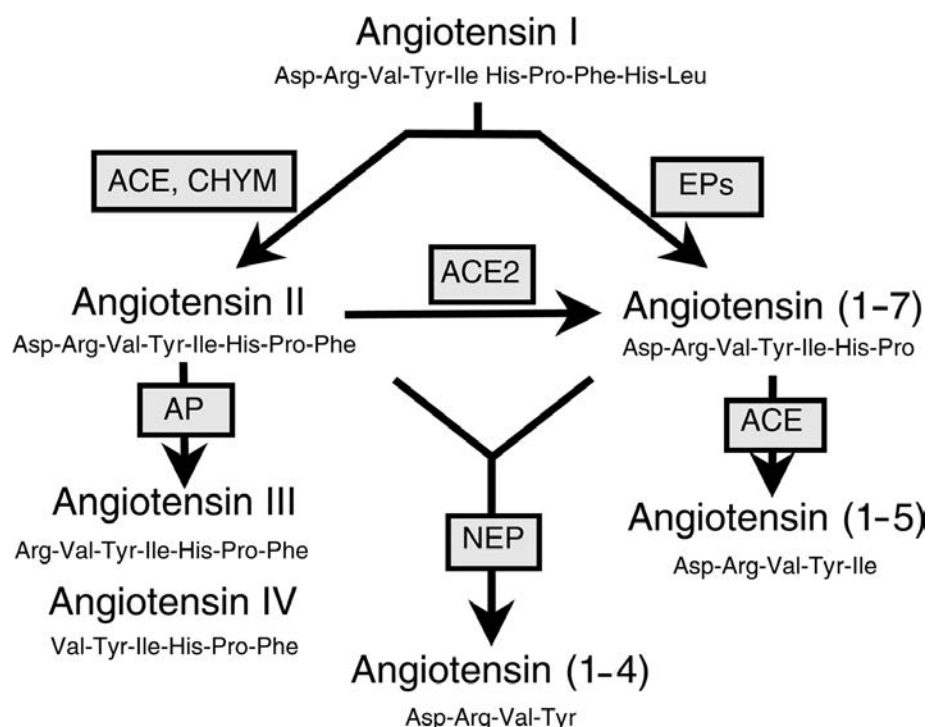 Angiotensin I
Asp-Arg-Val-Tyr-Ile His-Pro-Phe-His-Leu
ACE, CHYM
EPs
ACE2
Angiotensin II
Asp-Arg-Val-Tyr-Ile-His-Pro-Phe
Angiotensin (1–7)
Asp-Arg-Val-Tyr-Ile-His-Pro
AP
ACE
Angiotensin III
Arg-Val-Tyr-Ile-His-Pro-Phe
NEP
Angiotensin (1–5)
Asp-Arg-Val-Tyr-Ile
Angiotensin IV
Val-Tyr-Ile-His-Pro-Phe
Angiotensin (1–4)
Asp-Arg-Val-Tyr